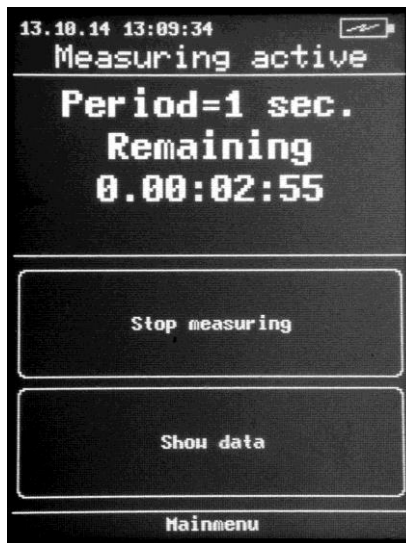 13.10.14 13:09:34
Measuring active
Period=1 sec.
Remaining
0.00:02:55
Stop measuring
Show data
Mainmenu